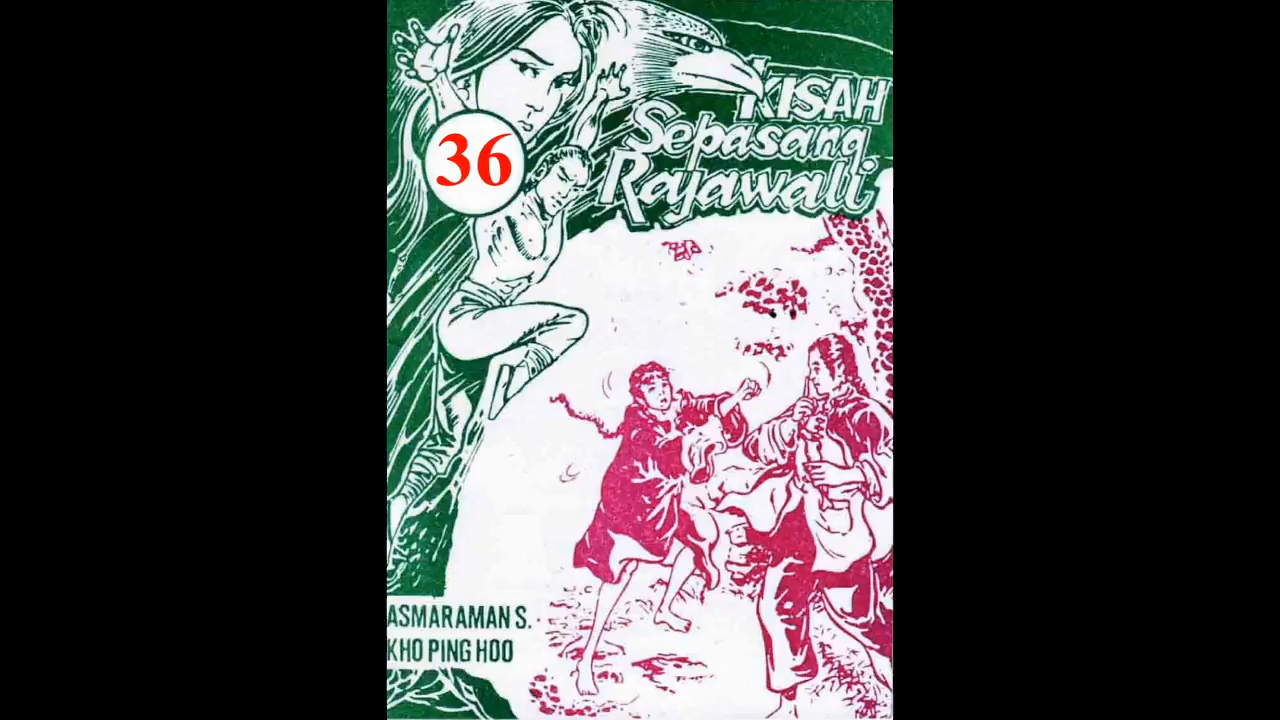 KISAH
Sepasang
Rajawali
36
ASMARAMAN S.
KHO PING HOO